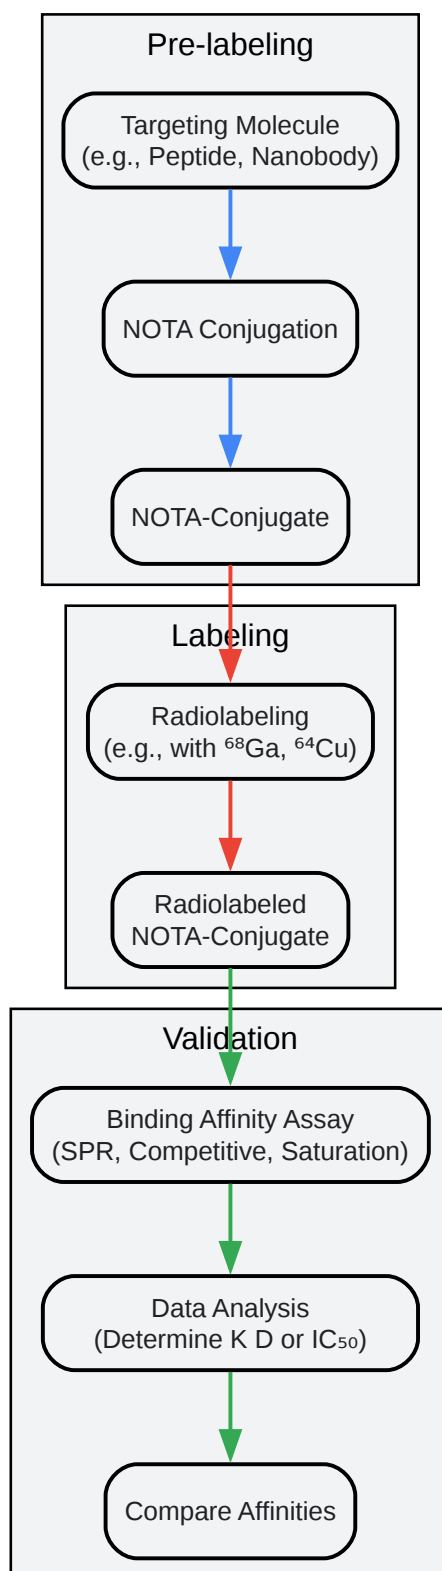 Pre-labeling
Targeting Molecule
(e.g., Peptide, Nanobody)
NOTA Conjugation
NOTA-Conjugate
Labeling
Radiolabeling
(e.g., with ⁶⁸Ga, ⁶⁴Cu)
Radiolabeled
NOTA-Conjugate
Validation
Binding Affinity Assay
(SPR, Competitive, Saturation)
Data Analysis
(Determine K D or IC₅₀)
Compare Affinities